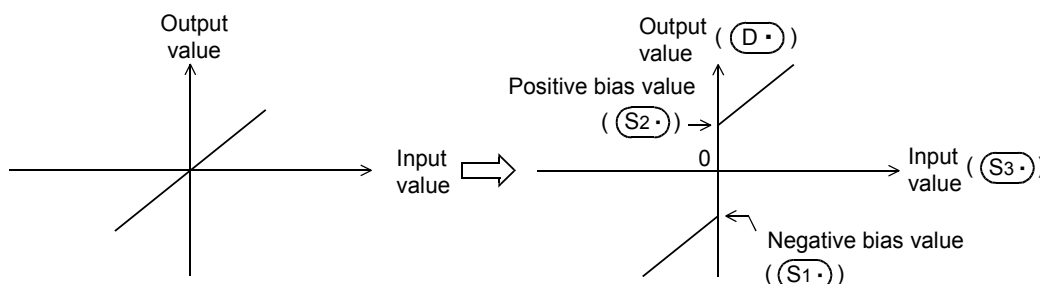 Output
value
Input
value
Output ( D · )
value
Positive bias value
( S2 · )
0
Input
value ( S3 · )
Negative bias value
( S1 · )